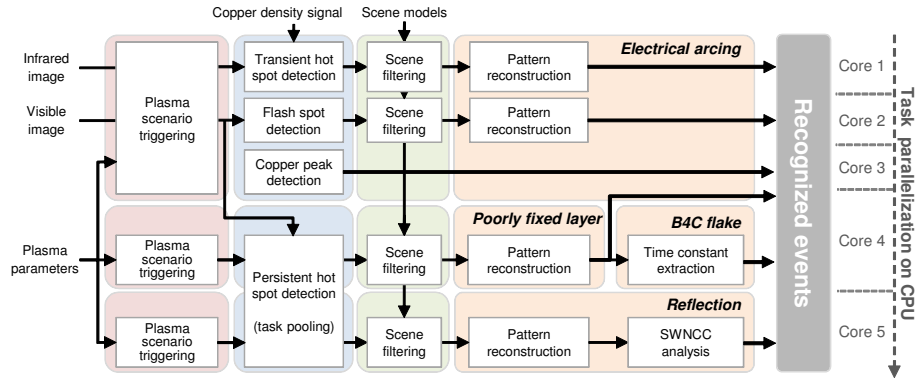 Copper density signal
Scene models
Infrared
image
Visible
image
Plasma
parameters
Plasma
scenario
triggering
Transient hot
spot detection
Scene
filtering
Pattern
reconstruction
Electrical arcing
Flash spot
detection
Scene
filtering
Pattern
reconstruction
Copper peak
detection
Plasma
scenario
triggering
Persistent hot
spot detection
(task pooling)
Scene
filtering
Poorly fixed layer
Pattern
reconstruction
B4C flake
Time constant
extraction
Plasma
scenario
triggering
Scene
filtering
Reflection
Pattern
reconstruction
SWNCC
analysis
Recognized events
Core 1
Core 2
Core 3
Core 4
Core 5
Task parallelization on CPU